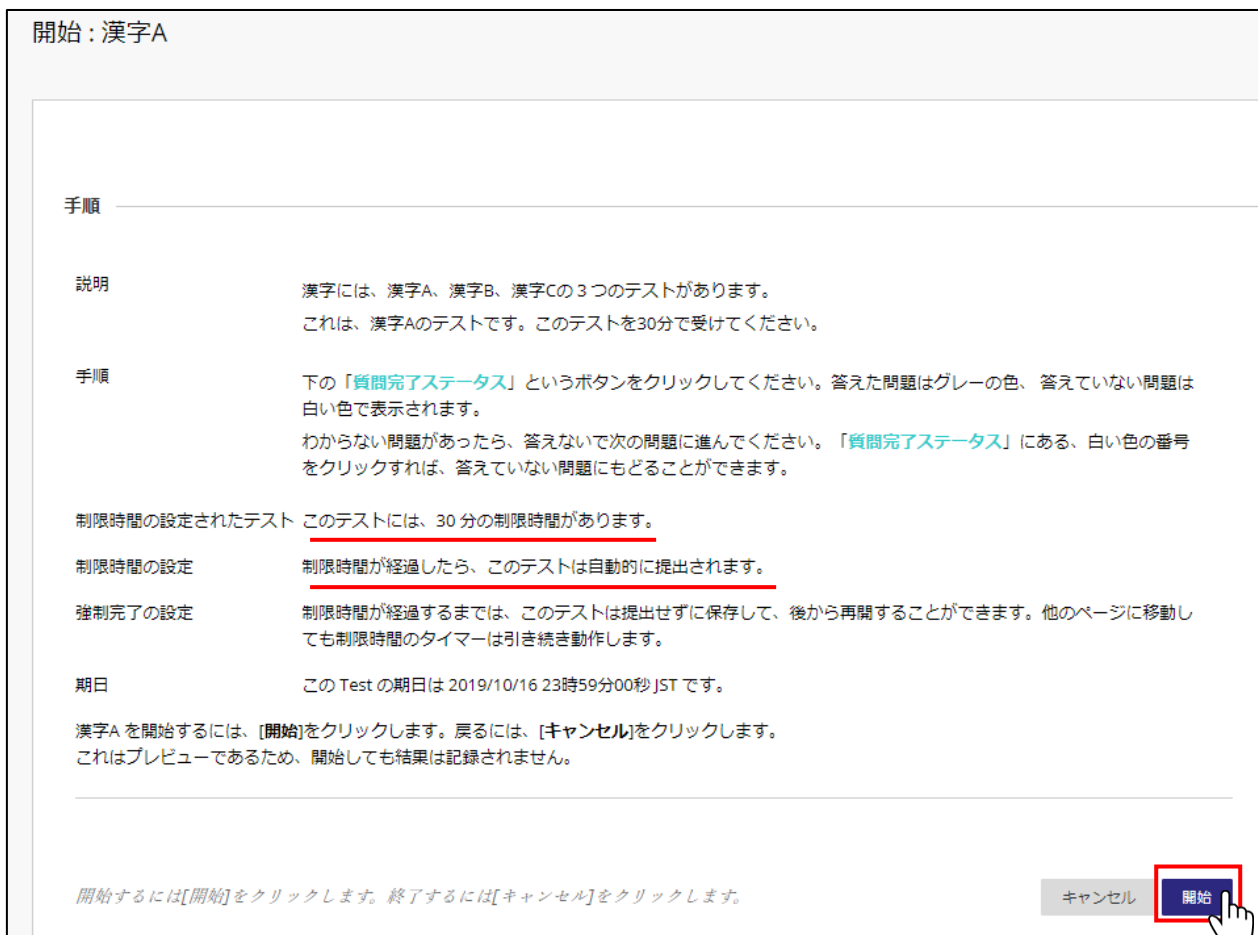 開始 : 漢字A
手順
説明
漢字には、漢字A、漢字B、漢字Cの３つのテストがあります。
これは、漢字Aのテストです。このテストを30分で受けてください。
手順
下の「質問完了ステータス」というボタンをクリックしてください。答えた問題はグレーの色、 答えていない問題は
白い色で表示されます。
わからない問題があったら、答えないで次の問題に進んでください。「質問完了ステータス」にある、白い色の番号
をクリックすれば、答えていない問題にもどることができます。
制限時間の設定されたテスト このテストには、30 分の制限時間があります。
制限時間の設定 制限時間が経過したら、このテストは自動的に提出されます。
強制完了の設定 制限時間が経過するまでは、このテストは提出せずに保存して、後から再開することができます。他のページに移動し
ても制限時間のタイマーは引き続き動作します。
期日 この Test の期日は 2019/10/16 23時59分00秒 JST です。
漢字A を開始するには、[開始]をクリックします。戻るには、[キャンセル]をクリックします。
これはプレビューであるため、開始しても結果は記録されません。
開始するには[開始]をクリックします。終了するには[キャンセル]をクリックします。
キャンセル 開始